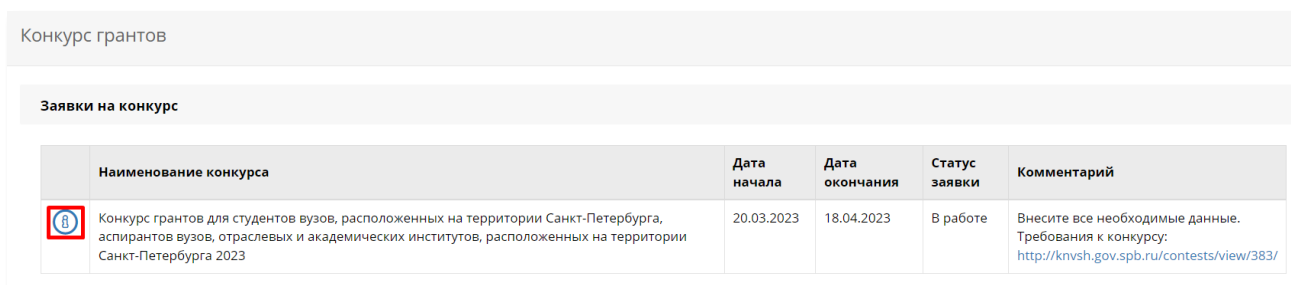 Конкурс грантов
Заявки на конкурс
Наименование конкурса
Дата
начала
Дата
окончания
Статус
заявки
Комментарий
Конкурс грантов для студентов вузов, расположенных на территории Санкт-Петербурга,
аспирантов вузов, отраслевых и академических институтов, расположенных на территории
Санкт-Петербурга 2023
20.03.2023
18.04.2023
В работе
Внесите все необходимые данные.
Требования к конкурсу:
http://knvsh.gov.spb.ru/contests/view/383/